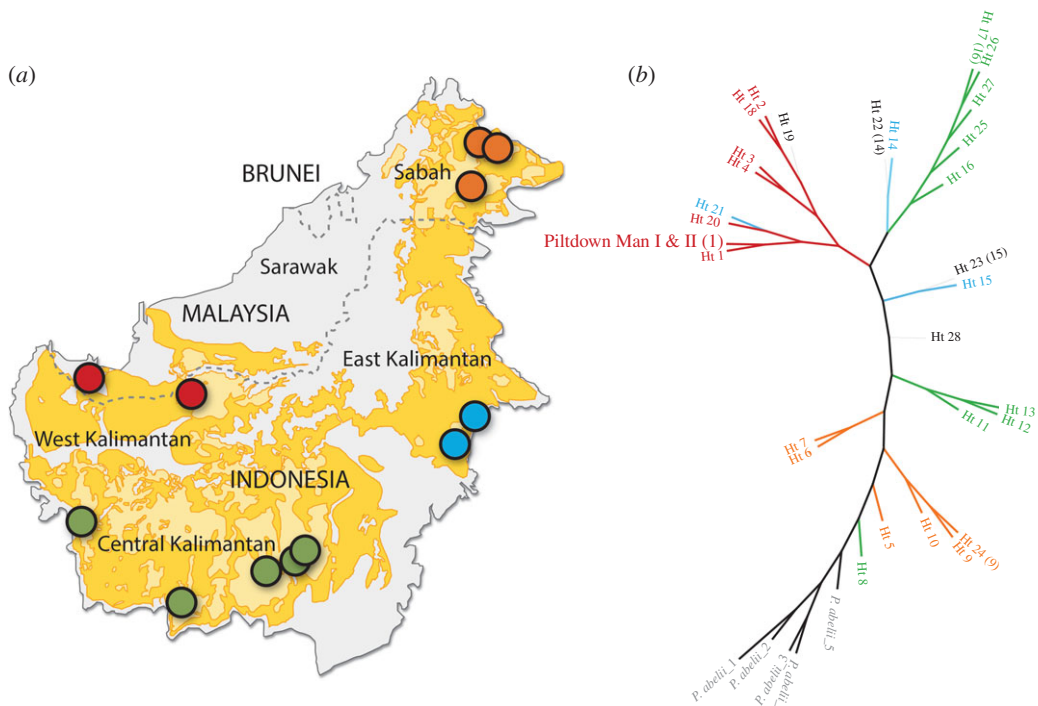 (a)
BRUNEI
Sabah
Sarawak
MALAYSIA
East Kalimantan
West Kalimantan
INDONESIA
Central Kalimantan
(b)
Ht 17 (16)
Ht 26
Ht 27
Ht 25
Ht 16
Ht 14
Ht 22 (14)
Ht 19
Ht 2
Ht 18
Ht 3
Ht 4
Ht 21
Ht 20
Piltdown Man I & II (1)
Ht 1
Ht 23 (15)
Ht 15
Ht 28
Ht 13
Ht 12
Ht 11
Ht 7
Ht 6
Ht 24 (9)
Ht 9
Ht 10
Ht 5
Ht 8
P. abelii_5
P. abelii_
P. abelii_3
P. abelii_2
P. abelii_1